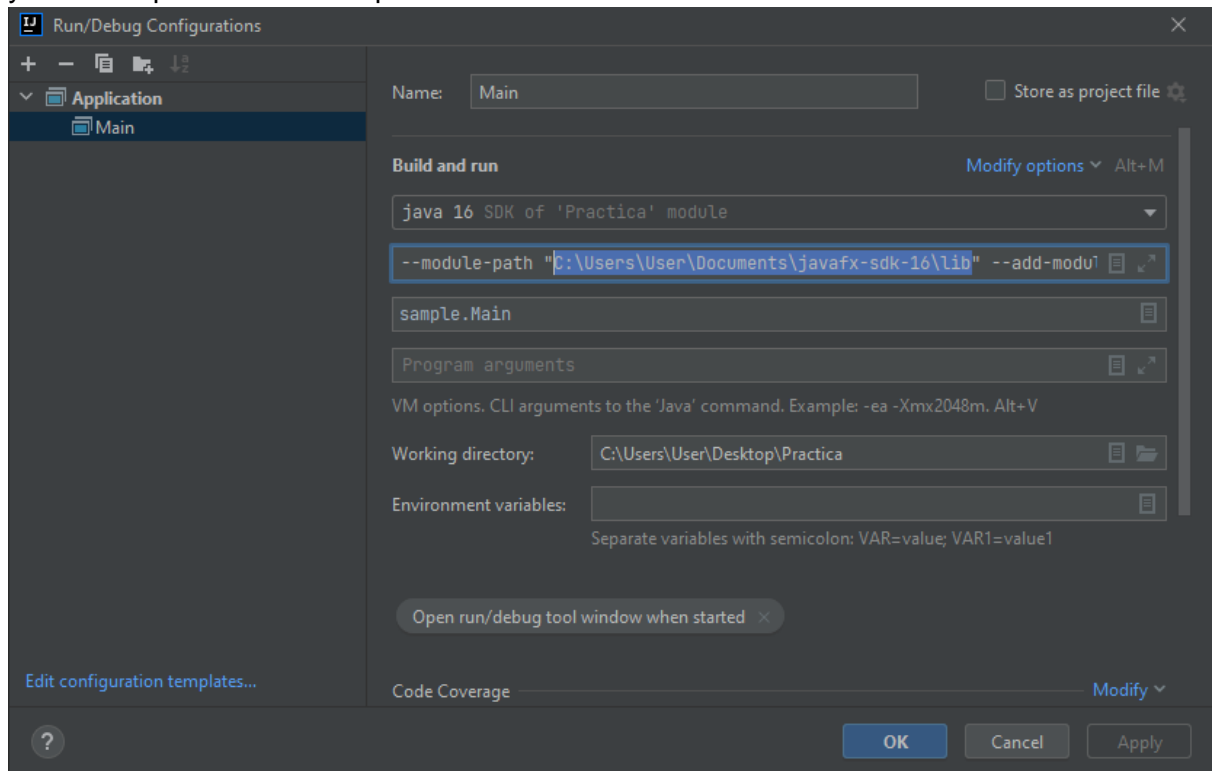 Run/Debug Configurations
Application
Main
Edit configuration templates...
Name: Main Store as project file
Build and run Modify options Alt+M
java 16 SDK of 'Practica' module
--module-path "C:\Users\User\Documents\javafx-sdk-16\lib" --add-modul
sample.Main
Program arguments
VM options. CLI arguments to the 'Java' command. Example: -ea -Xmx2048m. Alt+V
Working directory: C:\Users\User\Desktop\Practica
Environment variables:
Separate variables with semicolon: VAR=value; VAR1=value1
Open run/debug tool window when started
Code Coverage Modify
? OK Cancel Apply